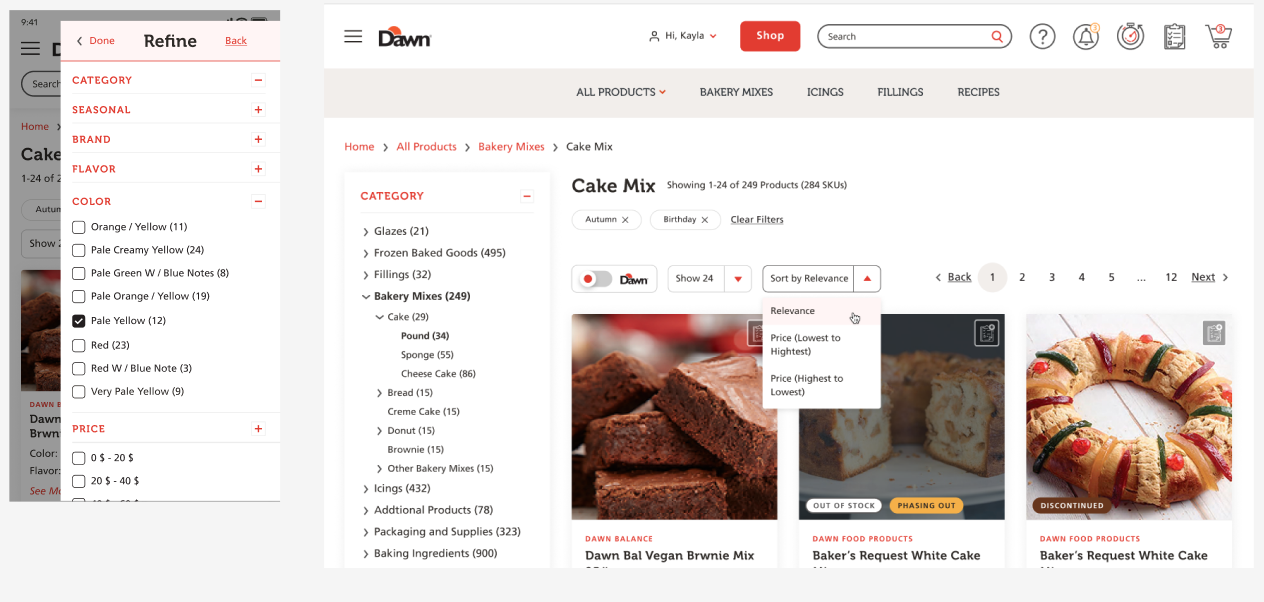 9:41
Done
Refine
Back
Search
Home
Cake
1-24 of 2
Autum
Show 2
DAWN B
Dawn
Brwn
Color:
Flavor:
See Mo
CATEGORY
SEASONAL
BRAND
FLAVOR
COLOR
Orange / Yellow (11)
Pale Creamy Yellow (24)
Pale Green W / Blue Notes (8)
Pale Orange / Yellow (19)
Pale Yellow (12)
Red (23)
Red W / Blue Note (3)
Very Pale Yellow (9)
PRICE
0 $ - 20 $
20 $ - 40 $
Dawn
Hi, Kayla
Shop
Search
?
3
3
ALL PRODUCTS
BAKERY MIXES
ICINGS
FILLINGS
RECIPES
Home > All Products > Bakery Mixes > Cake Mix
CATEGORY
Glazes (21)
Frozen Baked Goods (495)
Fillings (32)
Bakery Mixes (249)
Cake (29)
Pound (34)
Sponge (55)
Cheese Cake (86)
Bread (15)
Creme Cake (15)
Donut (15)
Brownie (15)
Other Bakery Mixes (15)
Icings (432)
Addtional Products (78)
Packaging and Supplies (323)
Baking Ingredients (900)
Cake Mix
Showing 1-24 of 249 Products (284 SKUs)
Autumn
Birthday
Clear Filters
Dawn
Show 24
Sort by Relevance
Back 1 2 3 4 5 ... 12 Next
Relevance
Price (Lowest to
Hightest)
Price (Highest to
Lowest)
OUT OF STOCK
PHASING OUT
DISCONTINUED
DAWN BALANCE
Dawn Bal Vegan Brwnie Mix
DAWN FOOD PRODUCTS
Baker's Request White Cake
DAWN FOOD PRODUCTS
Baker's Request White Cake